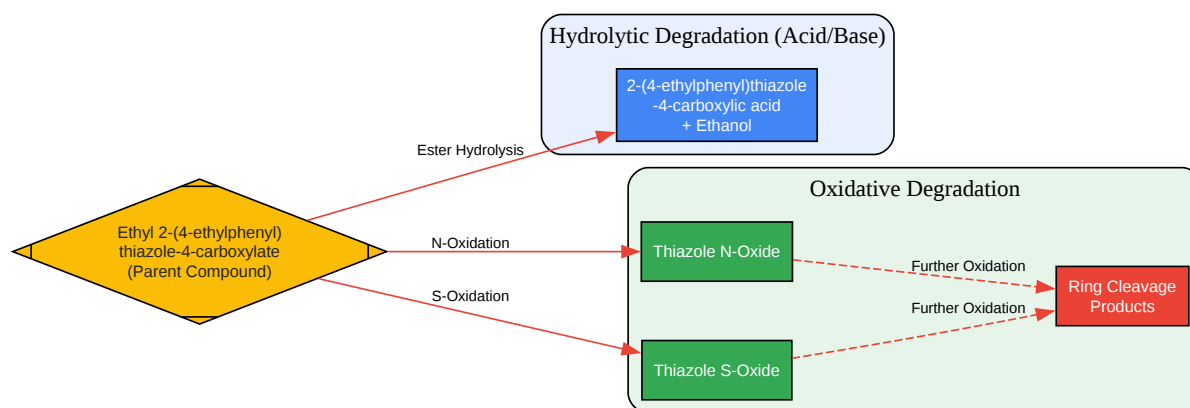 Hydrolytic Degradation (Acid/Base)
2-(4-ethylphenyl)thiazole
-4-carboxylic acid
+ Ethanol
Ester Hydrolysis
Oxidative Degradation
Ethyl 2-(4-ethylphenyl)
thiazole-4-carboxylate
(Parent Compound)
N-Oxidation
Thiazole N-Oxide
Further Oxidation
Ring Cleavage
Products
S-Oxidation
Further Oxidation
Thiazole S-Oxide